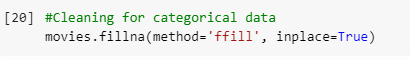 [20] #Cleaning for categorical data
movies.fillna(method='ffill', inplace=True)